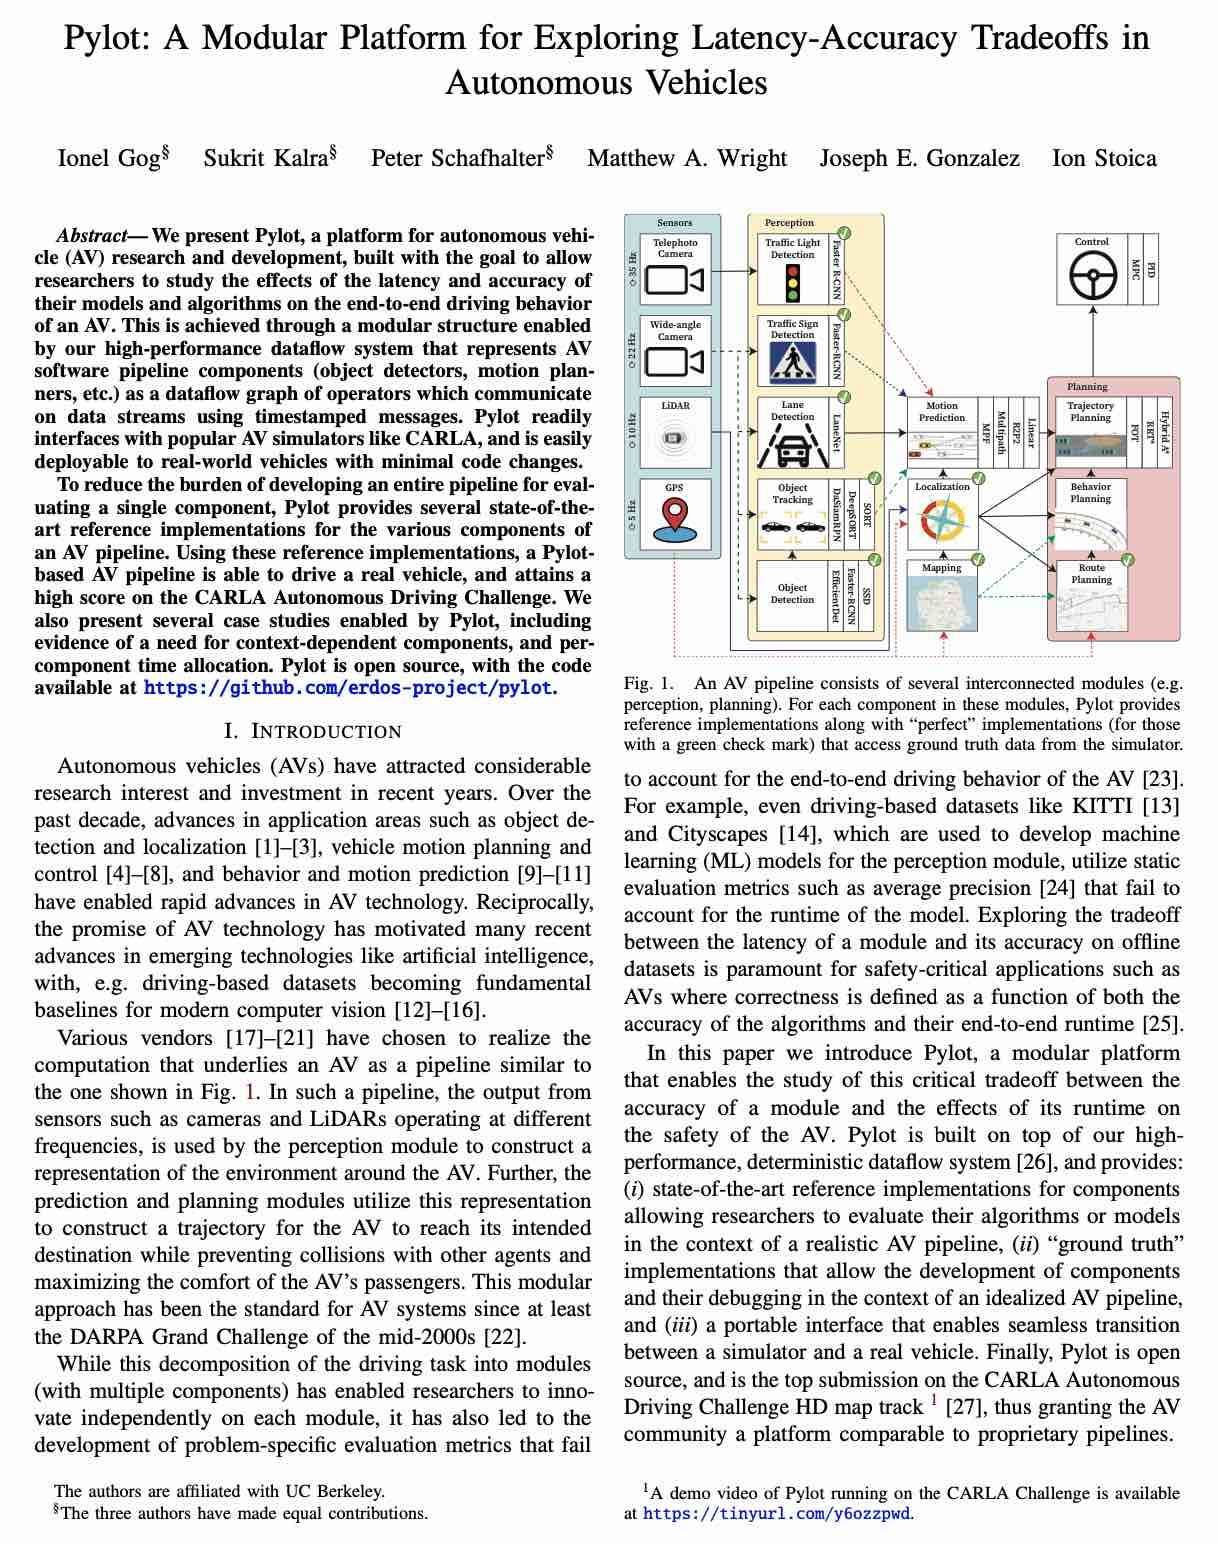 Pylot: A Modular Platform for Exploring Latency-Accuracy Tradeoffs in
Autonomous Vehicles
Ionel Gog§ Sukrit Kalra§ Peter Schafhalter§ Matthew A. Wright Joseph E. Gonzalez Ion Stoica
Abstract— We present Pylot, a platform for autonomous vehi-
cle (AV) research and development, built with the goal to allow
researchers to study the effects of the latency and accuracy of
their models and algorithms on the end-to-end driving behavior
of an AV. This is achieved through a modular structure enabled
by our high-performance dataflow system that represents AV
software pipeline components (object detectors, motion plan-
ners, etc.) as a dataflow graph of operators which communicate
on data streams using timestamped messages. Pylot readily
interfaces with popular AV simulators like CARLA, and is easily
deployable to real-world vehicles with minimal code changes.
To reduce the burden of developing an entire pipeline for eval-
uating a single component, Pylot provides several state-of-the-
art reference implementations for the various components of
an AV pipeline. Using these reference implementations, a Pylot-
based AV pipeline is able to drive a real vehicle, and attains a
high score on the CARLA Autonomous Driving Challenge. We
also present several case studies enabled by Pylot, including
evidence of a need for context-dependent components, and per-
component time allocation. Pylot is open source, with the code
available at https://github.com/erdos-project/pylot.
I. INTRODUCTION
Autonomous vehicles (AVs) have attracted considerable
research interest and investment in recent years. Over the
past decade, advances in application areas such as object de-
tection and localization [1]–[3], vehicle motion planning and
control [4]–[8], and behavior and motion prediction [9]–[11]
have enabled rapid advances in AV technology. Reciprocally,
the promise of AV technology has motivated many recent
advances in emerging technologies like artificial intelligence,
with, e.g. driving-based datasets becoming fundamental
baselines for modern computer vision [12]–[16].
Various vendors [17]–[21] have chosen to realize the
computation that underlies an AV as a pipeline similar to
the one shown in Fig. 1. In such a pipeline, the output from
sensors such as cameras and LiDARs operating at different
frequencies, is used by the perception module to construct a
representation of the environment around the AV. Further, the
prediction and planning modules utilize this representation
to construct a trajectory for the AV to reach its intended
destination while preventing collisions with other agents and
maximizing the comfort of the AV's passengers. This modular
approach has been the standard for AV systems since at least
the DARPA Grand Challenge of the mid-2000s [22].
While this decomposition of the driving task into modules
(with multiple components) has enabled researchers to inno-
vate independently on each module, it has also led to the
development of problem-specific evaluation metrics that fail
The authors are affiliated with UC Berkeley.
§The three authors have made equal contributions.
Sensors
Telephoto
Camera
35 Hz
Wide-angle
Camera
22 Hz
LiDAR
10 Hz
GPS
5 Hz
Perception
Traffic Light
Detection
Faster R-CNN
Traffic Sign
Detection
Faster-RCNN
Lane
Detection
LaneNet
Object
Tracking
DaSiamRPN
DeepSORT
SORT
Object
Detection
EfficientDet
Faster-RCNN
SSD
Motion
Prediction
MPF
Multipath
R2P2
Linear
Localization
Mapping
Control
MPC
PID
Planning
Trajectory
Planning
FOT
RRT*
Hybrid A*
Behavior
Planning
Route
Planning
Fig. 1. An AV pipeline consists of several interconnected modules (e.g.
perception, planning). For each component in these modules, Pylot provides
reference implementations along with “perfect” implementations (for those
with a green check mark) that access ground truth data from the simulator.
to account for the end-to-end driving behavior of the AV [23].
For example, even driving-based datasets like KITTI [13]
and Cityscapes [14], which are used to develop machine
learning (ML) models for the perception module, utilize static
evaluation metrics such as average precision [24] that fail to
account for the runtime of the model. Exploring the tradeoff
between the latency of a module and its accuracy on offline
datasets is paramount for safety-critical applications such as
AVs where correctness is defined as a function of both the
accuracy of the algorithms and their end-to-end runtime [25].
In this paper we introduce Pylot, a modular platform
that enables the study of this critical tradeoff between the
accuracy of a module and the effects of its runtime on
the safety of the AV. Pylot is built on top of our high-
performance, deterministic dataflow system [26], and provides:
(i) state-of-the-art reference implementations for components
allowing researchers to evaluate their algorithms or models
in the context of a realistic AV pipeline, (ii) “ground truth”
implementations that allow the development of components
and their debugging in the context of an idealized AV pipeline,
and (iii) a portable interface that enables seamless transition
between a simulator and a real vehicle. Finally, Pylot is open
source, and is the top submission on the CARLA Autonomous
Driving Challenge HD map track 1 [27], thus granting the AV
community a platform comparable to proprietary pipelines.
1A demo video of Pylot running on the CARLA Challenge is available
at https://tinyurl.com/y6ozzpwd.